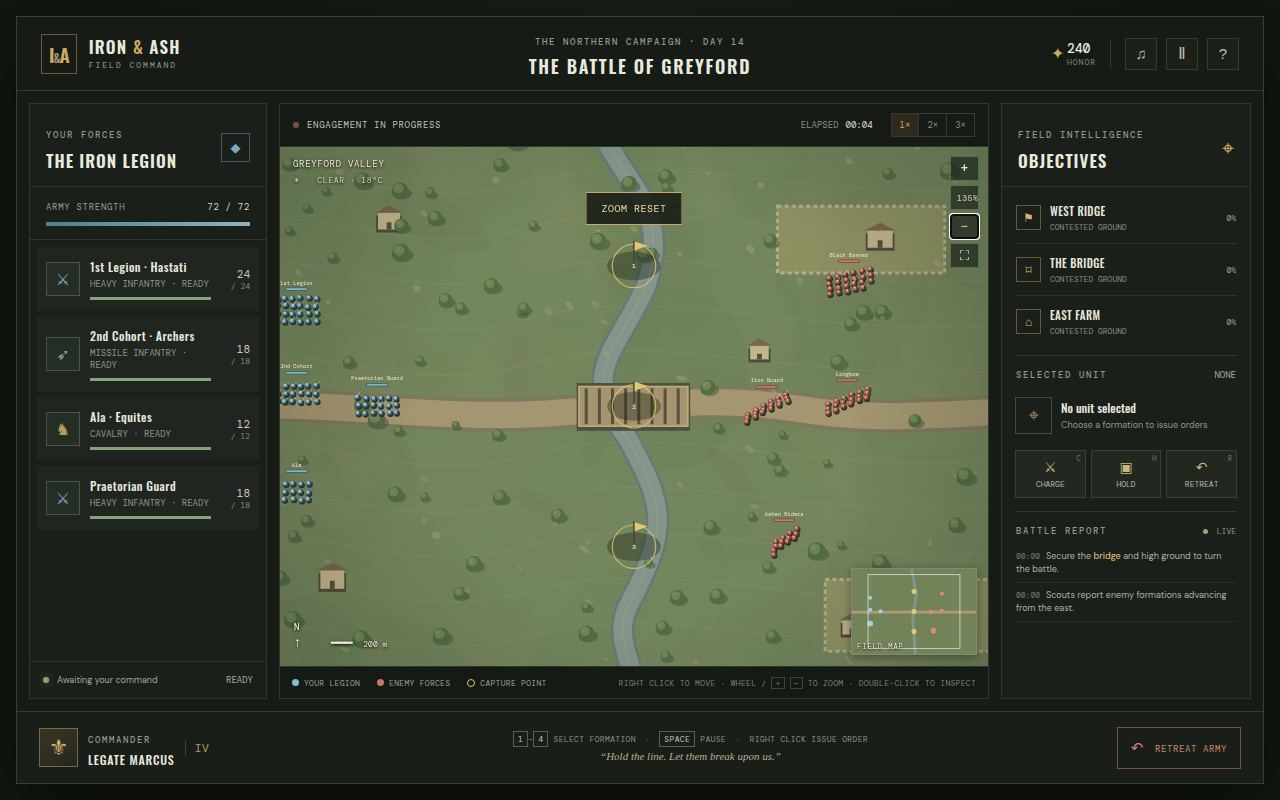 I&A
IRON & ASH
FIELD COMMAND
THE NORTHERN CAMPAIGN · DAY 14
THE BATTLE OF GREYFORD
✦ 240
HONOR
♫
Ⅱ
?
YOUR FORCES
THE IRON LEGION
ARMY STRENGTH 72 / 72
1st Legion · Hastati
HEAVY INFANTRY · READY
24
/ 24
2nd Cohort · Archers
MISSILE INFANTRY ·
READY
18
/ 18
Ala · Equites
CAVALRY · READY
12
/ 12
Praetorian Guard
HEAVY INFANTRY · READY
18
/ 18
Awaiting your command READY
ENGAGEMENT IN PROGRESS
ELAPSED 00:04
1× 2× 3×
GREYFORD VALLEY
☀ CLEAR · 18°C
ZOOM RESET
+
135%
−
1
Black Banner
1st Legion
2nd Cohort
Praetorian Guard
2
Iron Guard
Longbow
Ala
3
Ashen Riders
N
↑
200 m
FIELD MAP
YOUR LEGION
ENEMY FORCES
CAPTURE POINT
RIGHT CLICK TO MOVE · WHEEL / + − TO ZOOM · DOUBLE-CLICK TO INSPECT
FIELD INTELLIGENCE
OBJECTIVES
WEST RIDGE
CONTESTED GROUND
0%
THE BRIDGE
CONTESTED GROUND
0%
EAST FARM
CONTESTED GROUND
0%
SELECTED UNIT NONE
No unit selected
Choose a formation to issue orders
C
CHARGE
H
HOLD
R
RETREAT
BATTLE REPORT
LIVE
00:00 Secure the bridge and high ground to turn
the battle.
00:00 Scouts report enemy formations advancing
from the east.
COMMANDER
LEGATE MARCUS
IV
1–4 SELECT FORMATION · SPACE PAUSE · RIGHT CLICK ISSUE ORDER
“Hold the line. Let them break upon us.”
↶ RETREAT ARMY